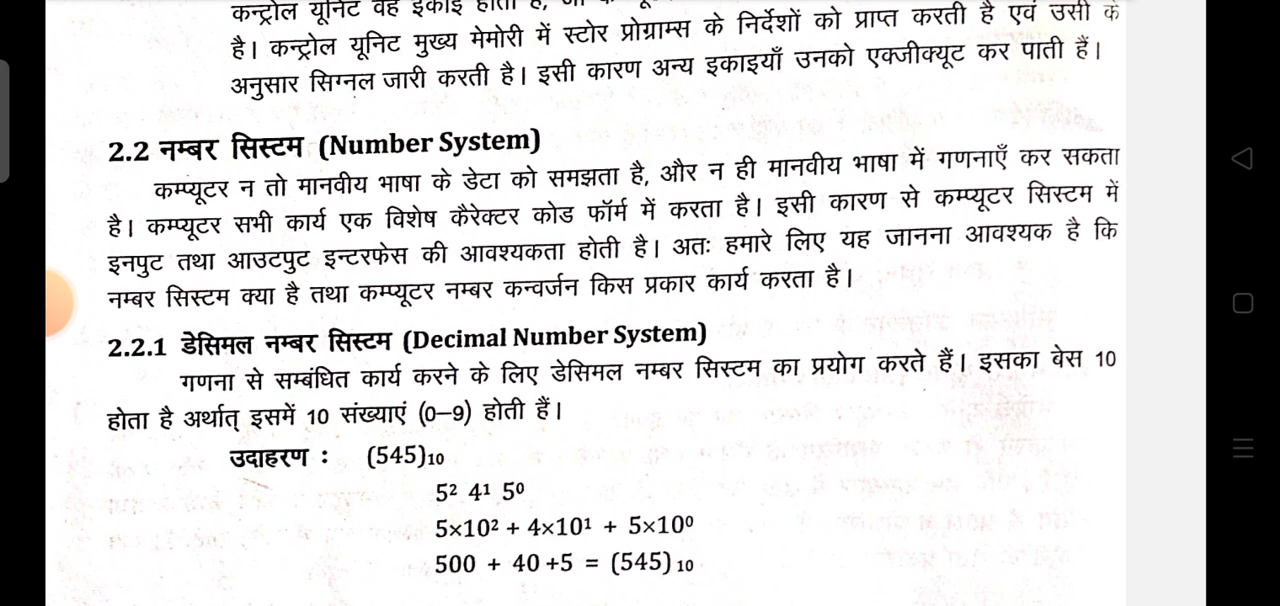 कन्ट्रोल यूनिट वह इकाई होती है,
है। कन्ट्रोल यूनिट मुख्य मेमोरी में स्टोर प्रोग्राम्स के निर्देशों को प्राप्त करती है एवं उसी के
अनुसार सिग्नल जारी करती है। इसी कारण अन्य इकाइयाँ उनको एक्जीक्यूट कर पाती हैं।
2.2 नम्बर सिस्टम (Number System)
कम्प्यूटर न तो मानवीय भाषा के डेटा को समझता है, और न ही मानवीय भाषा में गणनाएँ कर सकता
है। कम्प्यूटर सभी कार्य एक विशेष कैरेक्टर कोड फॉर्म में करता है। इसी कारण से कम्प्यूटर सिस्टम में
इनपुट तथा आउटपुट इन्टरफेस की आवश्यकता होती है। अतः हमारे लिए यह जानना आवश्यक है कि
नम्बर सिस्टम क्या है तथा कम्प्यूटर नम्बर कन्वर्जन किस प्रकार कार्य करता है।
2.2.1 डेसिमल नम्बर सिस्टम (Decimal Number System)
गणना से सम्बंधित कार्य करने के लिए डेसिमल नम्बर सिस्टम का प्रयोग करते हैं। इसका बेस 10
होता है अर्थात् इसमें 10 संख्याएं (0–9) होती हैं।
उदाहरण : (545)₁₀
5² 4¹ 5⁰
5×10² + 4×10¹ + 5×10⁰
500 + 40 +5 = (545) ₁₀